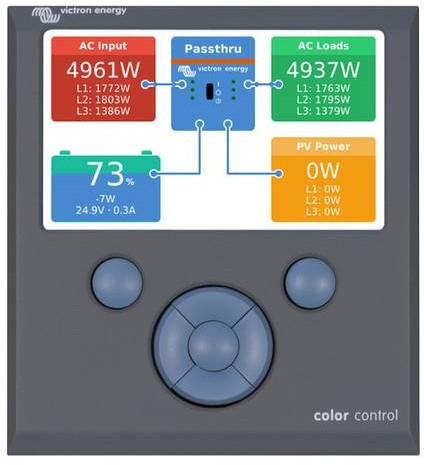 victron energy
AC Input
4961W
L1: 1772W
L2: 1803W
L3: 1386W
Passthru
victron energy
I
AC Loads
4937W
L1: 1763W
L2: 1795W
L3: 1379W
73%
-7W
24.9V · 0.3A
PV Power
0W
L1: 0W
L2: 0W
L3: 0W
color control